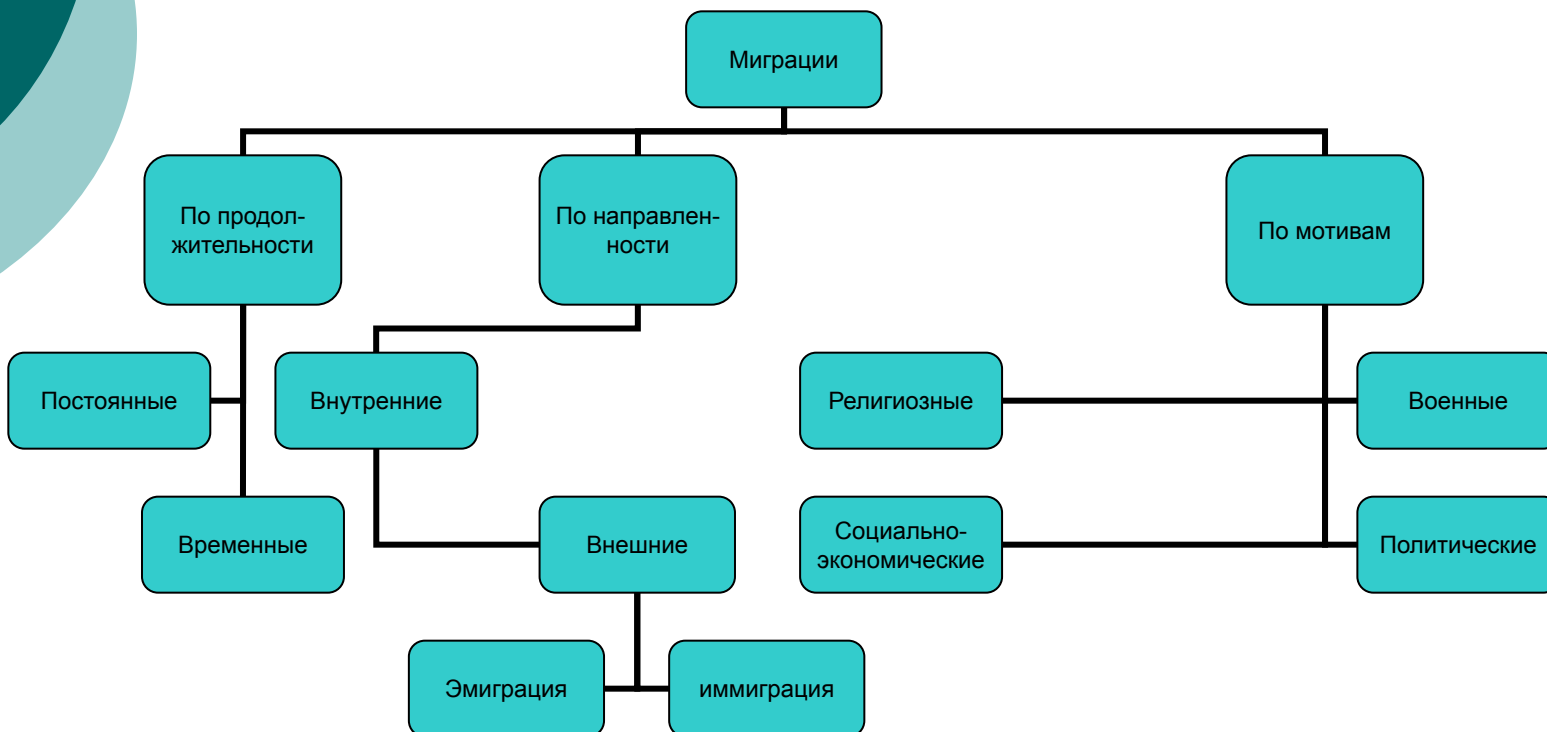 Миграции
По продол-
жительности
По направлен-
ности
По мотивам
Постоянные
Внутренние
Религиозные
Военные
Временные
Внешние
Социально-
экономические
Политические
Эмиграция
иммиграция